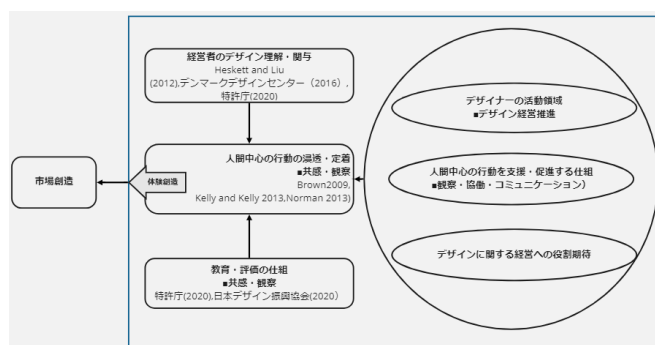 経営者のデザイン理解・関与
Heskett and Liu
(2012),デンマークデザインセンター（2016）,
特許庁(2020)
人間中心の行動の浸透・定着
■共感・観察
Brown2009,
Kelly and Kelly 2013,Norman 2013)
体験創造
市場創造
教育・評価の仕組
■共感・観察
特許庁(2020),日本デザイン振興協会(2020）
デザイナーの活動領域
■デザイン経営推進
人間中心の行動を支援・促進する仕組
■観察・協働・コミュニケーション）
デザインに関する経営への役割期待